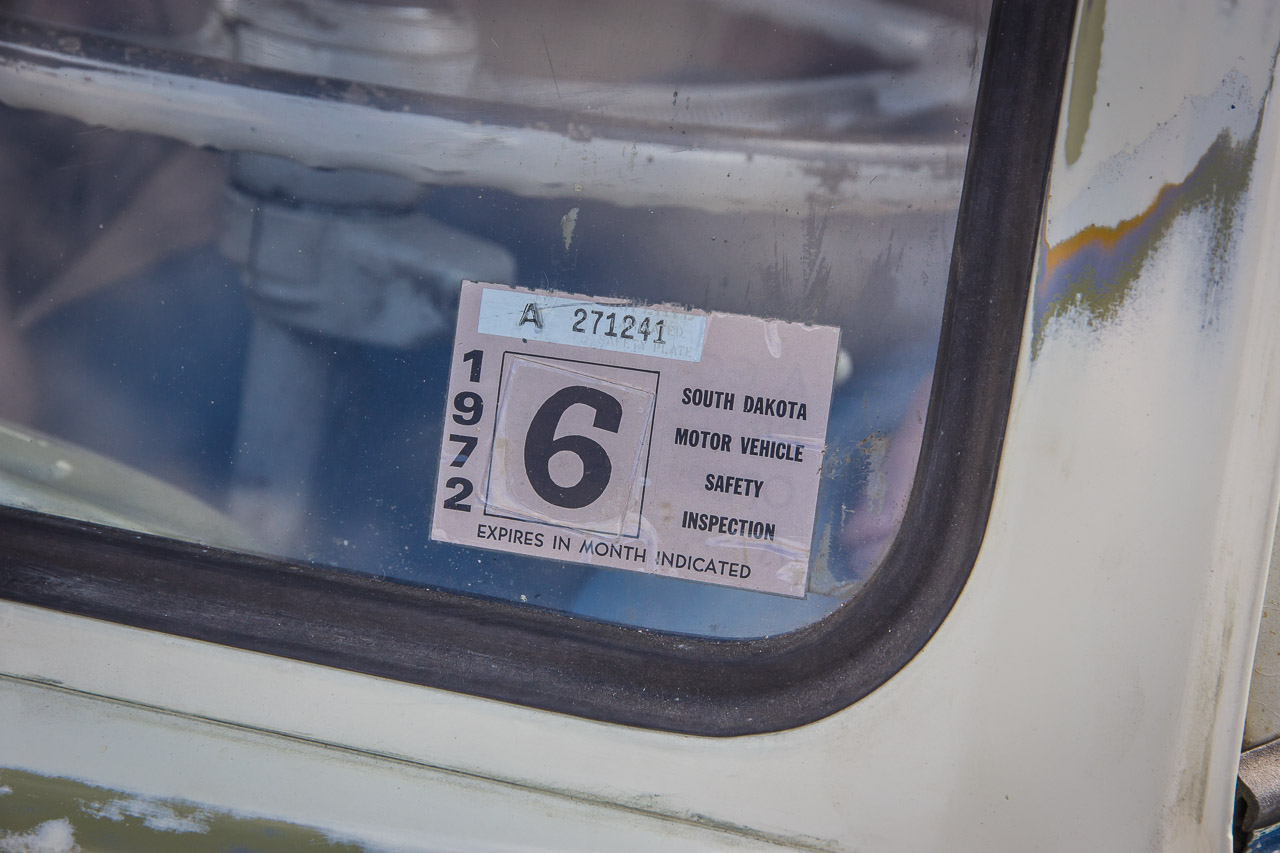 A 271241
1972
6
SOUTH DAKOTA
MOTOR VEHICLE
SAFETY
INSPECTION
EXPIRES IN MONTH INDICATED